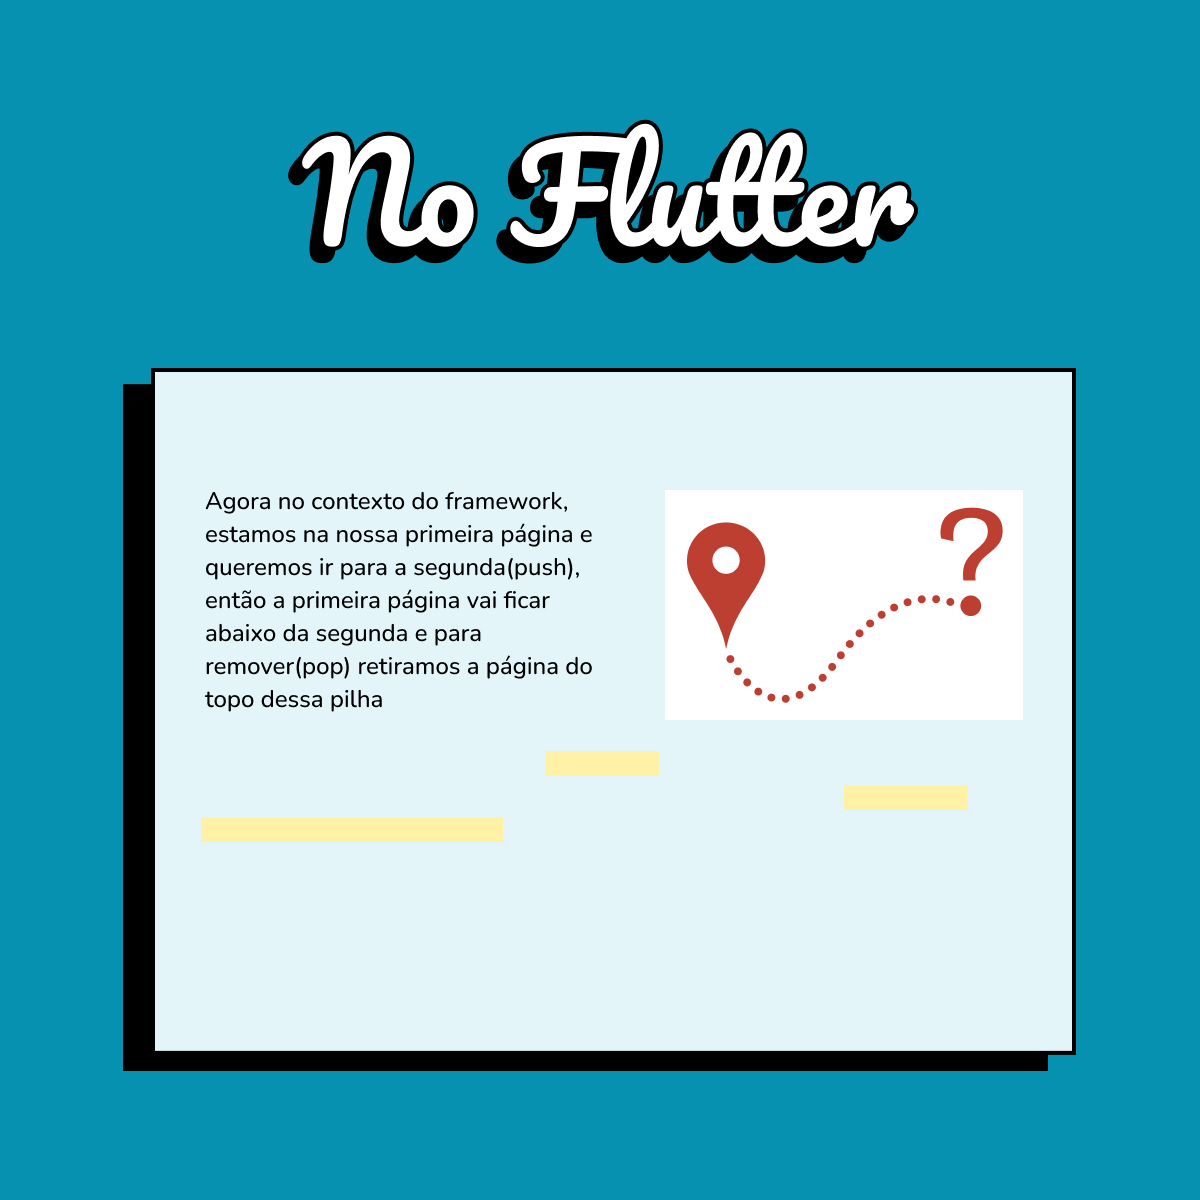 No Flutter
Agora no contexto do framework,
estamos na nossa primeira página e
queremos ir para a segunda(push),
então a primeira página vai ficar
abaixo da segunda e para
remover(pop) retiramos a página do
topo dessa pilha
?